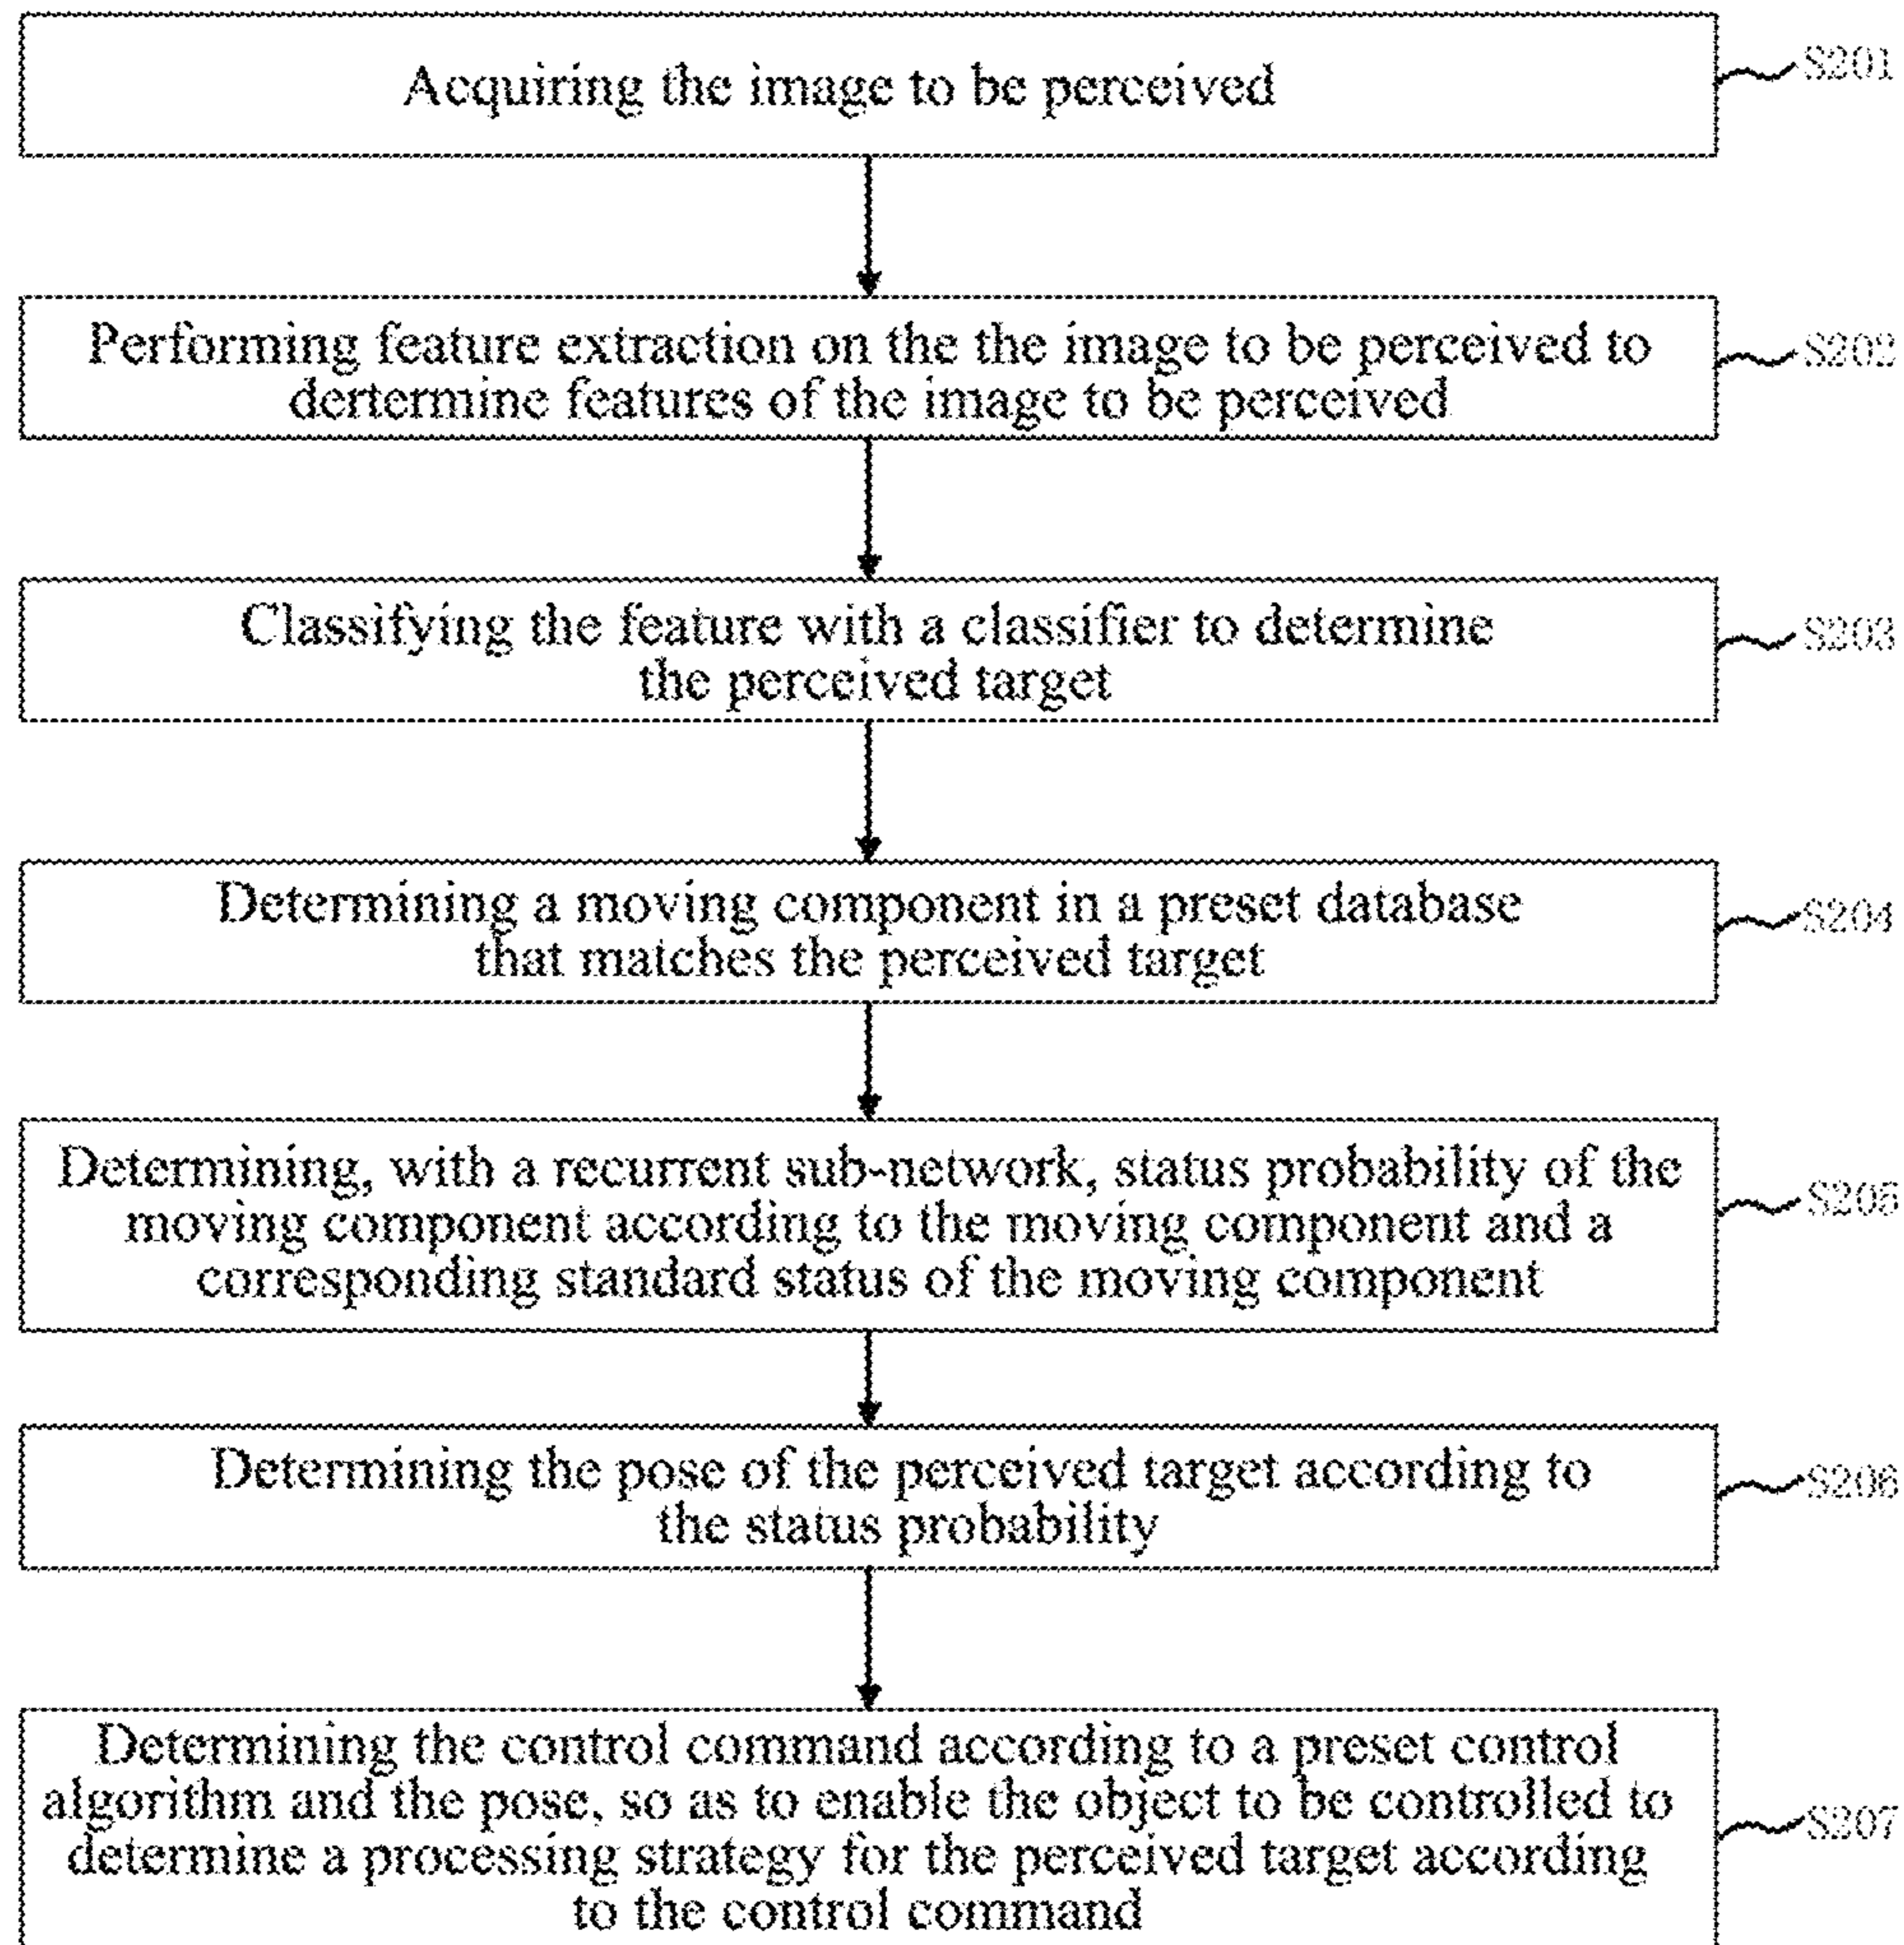 Acquiring the image to be perceived
S201
Performing feature extraction on the the image to be perceived to
dertermine features of the image to be perceived
S202
Classifying the feature with a classifier to determine
the perceived target
S203
Determining a moving component in a preset database
that matches the perceived target
S204
Determining, with a recurrent sub-network, status probability of the
moving component according to the moving component and a
corresponding standard status of the moving component
S205
Determining the pose of the perceived target according to
the status probability
S206
Determining the control command according to a preset control
algorithm and the pose, so as to enable the object to be controlled to
determine a processing strategy for the perceived target according
to the control command
S207